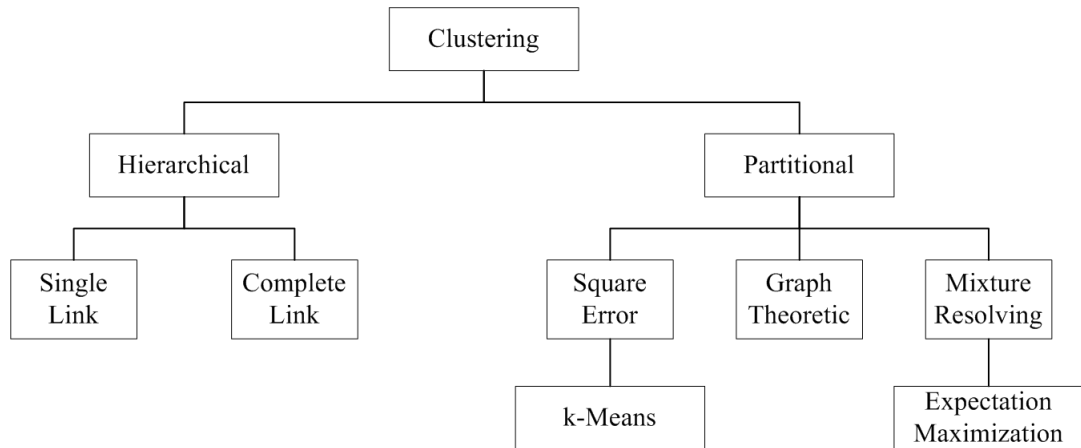 Clustering
Hierarchical
Partitional
Single
Link
Complete
Link
Square
Error
Graph
Theoretic
Mixture
Resolving
k-Means
Expectation
Maximization